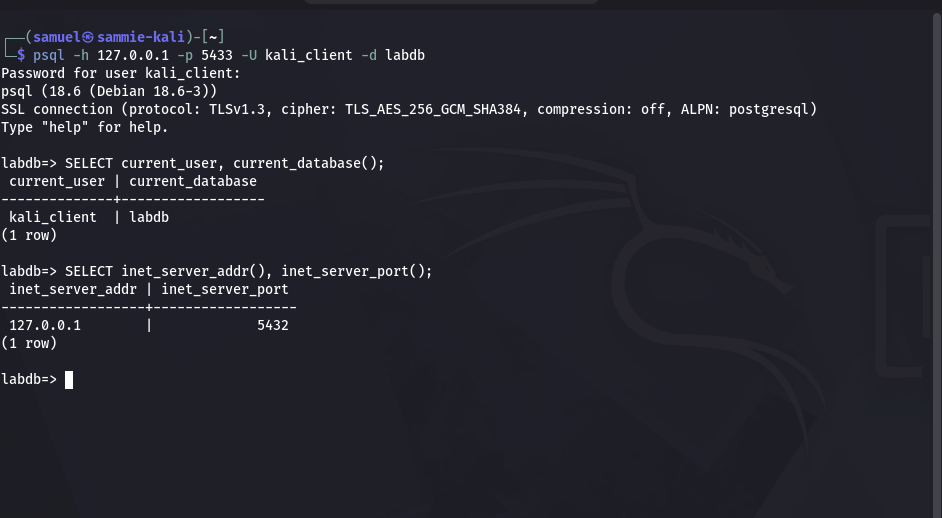 ┌──(samuel㉿sammie-kali)-[~]
└─$ psql -h 127.0.0.1 -p 5433 -U kali_client -d labdb
Password for user kali_client:
psql (18.6 (Debian 18.6-3))
SSL connection (protocol: TLSv1.3, cipher: TLS_AES_256_GCM_SHA384, compression: off, ALPN: postgresql)
Type "help" for help.
labdb=> SELECT current_user, current_database();
 current_user | current_database
--------------+------------------
 kali_client  | labdb
(1 row)
labdb=> SELECT inet_server_addr(), inet_server_port();
 inet_server_addr | inet_server_port
------------------+------------------
 127.0.0.1        |             5432
(1 row)
labdb=>